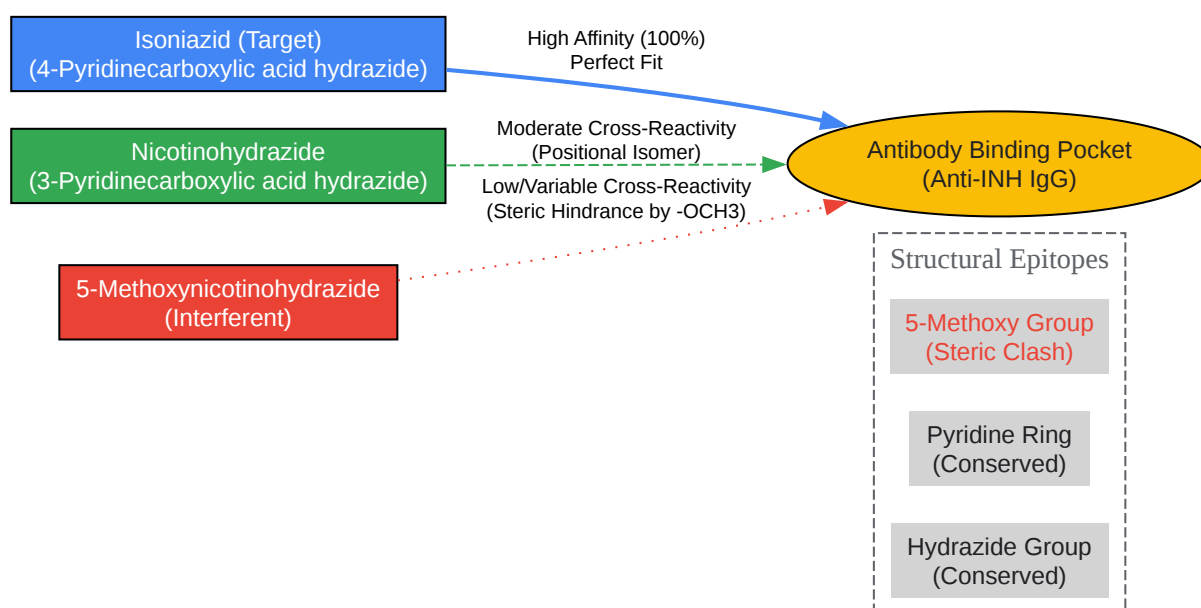 Isoniazid (Target)
(4-Pyridinecarboxylic acid hydrazide)
High Affinity (100%)
Perfect Fit
Nicotinohydrazide
(3-Pyridinecarboxylic acid hydrazide)
Moderate Cross-Reactivity
(Positional Isomer)
Low/Variable Cross-Reactivity
(Steric Hindrance by -OCH3)
5-Methoxynicotinohydrazide
(Interferent)
Antibody Binding Pocket
(Anti-INH IgG)
Structural Epitopes
5-Methoxy Group
(Steric Clash)
Pyridine Ring
(Conserved)
Hydrazide Group
(Conserved)